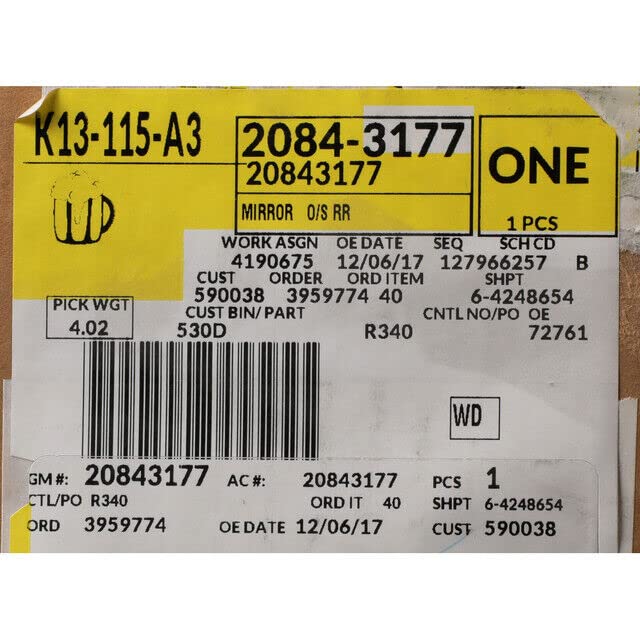 K13-115-A3
2084-3177
20843177
ONE
MIRROR O/S RR
1 PCS
WORK ASGN OE DATE SEQ SCH CD
4190675 12/06/17 127966257 B
CUST ORDER ORD ITEM SHPT
590038 3959774 40 6-4248654
PICK WGT CUST BIN/ PART CNTL NO/PO OE
4.02 530D R340 72761
WD
GM #: 20843177 AC #: 20843177 PCS 1
CTL/PO R340 ORD IT 40 SHPT 6-4248654
ORD 3959774 OE DATE 12/06/17 CUST 590038